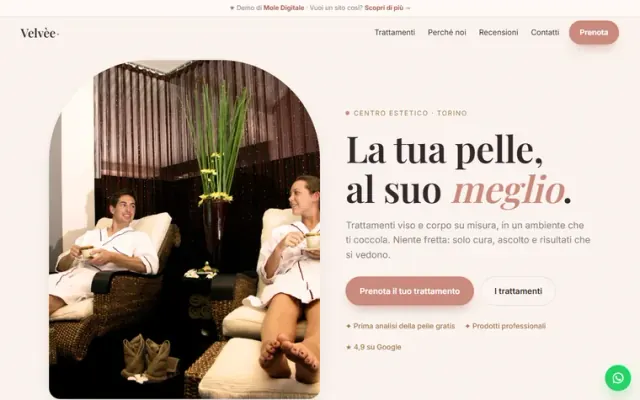 ★ Demo di Mole Digitale · Vuoi un sito così? Scopri di più →
Velvèe
Trattamenti
Perché noi
Recensioni
Contatti
Prenota
CENTRO ESTETICO · TORINO
La tua pelle,
al suo meglio.
Trattamenti viso e corpo su misura, in un ambiente che
ti coccola. Niente fretta: solo cura, ascolto e risultati che
si vedono.
Prenota il tuo trattamento
I trattamenti
✦ Prima analisi della pelle gratis
✦ Prodotti professionali
★ 4,9 su Google